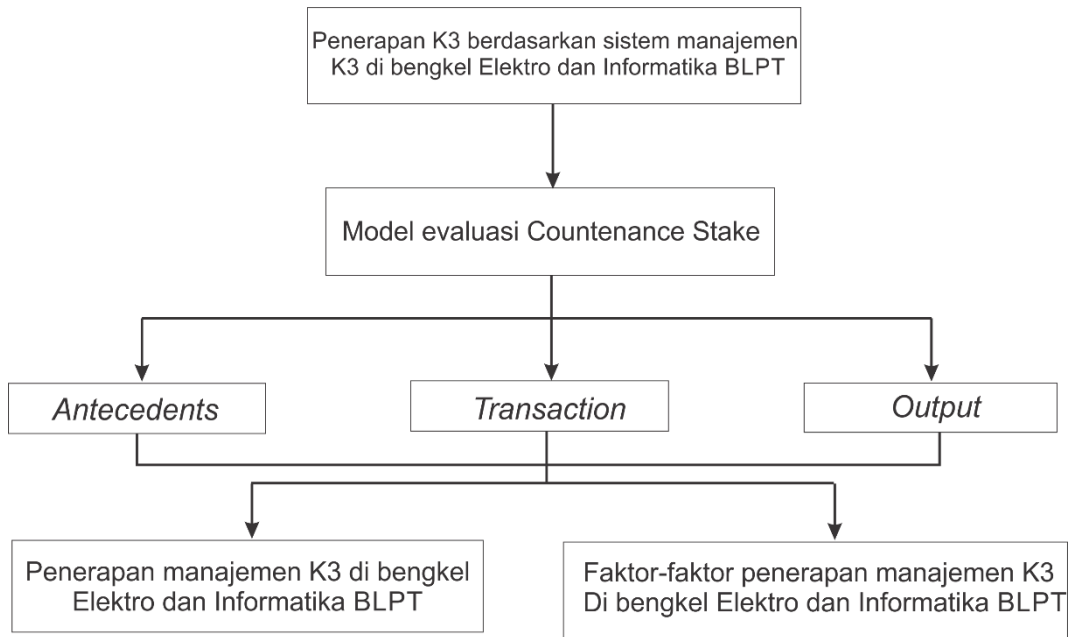 Penerapan K3 berdasarkan sistem manajemen
K3 di bengkel Elektro dan Informatika BLPT
Model evaluasi Countenance Stake
Antecedents
Transaction
Output
Penerapan manajemen K3 di bengkel
Elektro dan Informatika BLPT
Faktor-faktor penerapan manajemen K3
Di bengkel Elektro dan Informatika BLPT